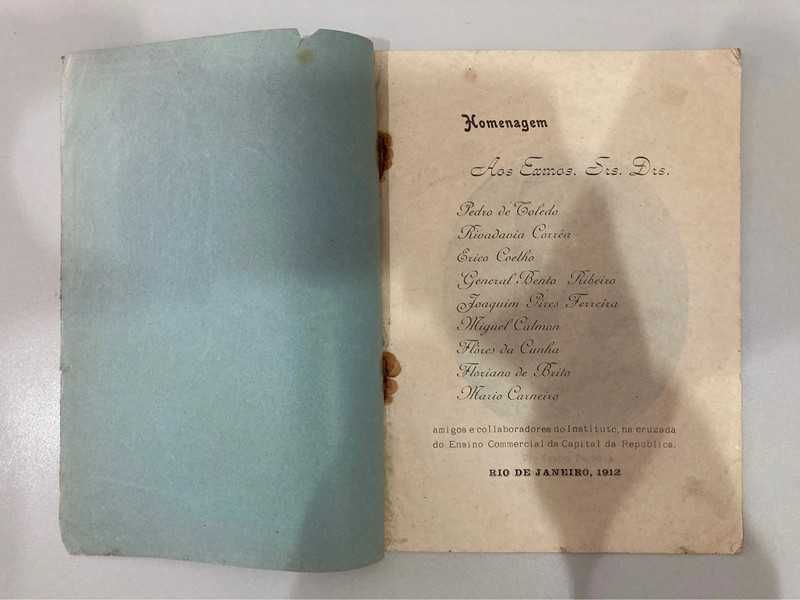 Homenagem
Aos Exmos. Srs. Drs.
Pedro de Toledo
Rivadavia Corrêa
Erico Coelho
General Bento Ribeiro
Joaquim Pires Ferreira
Miguel Calmon
Flôres da Cunha
Floriano de Brito
Mario Carneiro
amigos e collaboradores do Instituto, na cruzada
do Ensino Commercial da Capital da Republica.
RIO DE JANEIRO, 1912